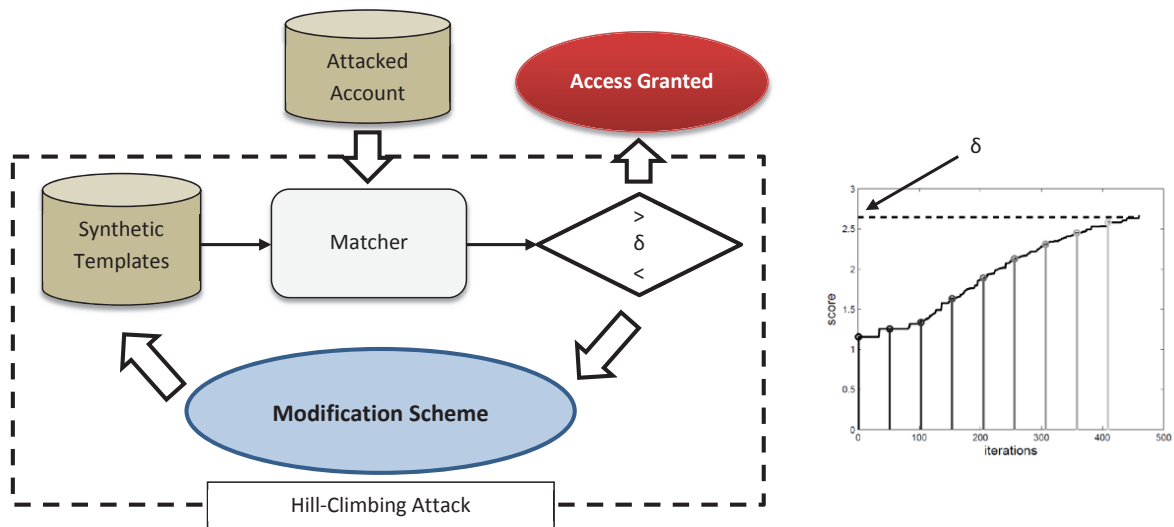 Attacked
Account
Access Granted
Synthetic
Templates
Matcher
>
δ
<
Modification Scheme
Hill-Climbing Attack
δ
3
2.5
2
1.5
1
0.5
0
score
0
100
200
300
400
500
iterations